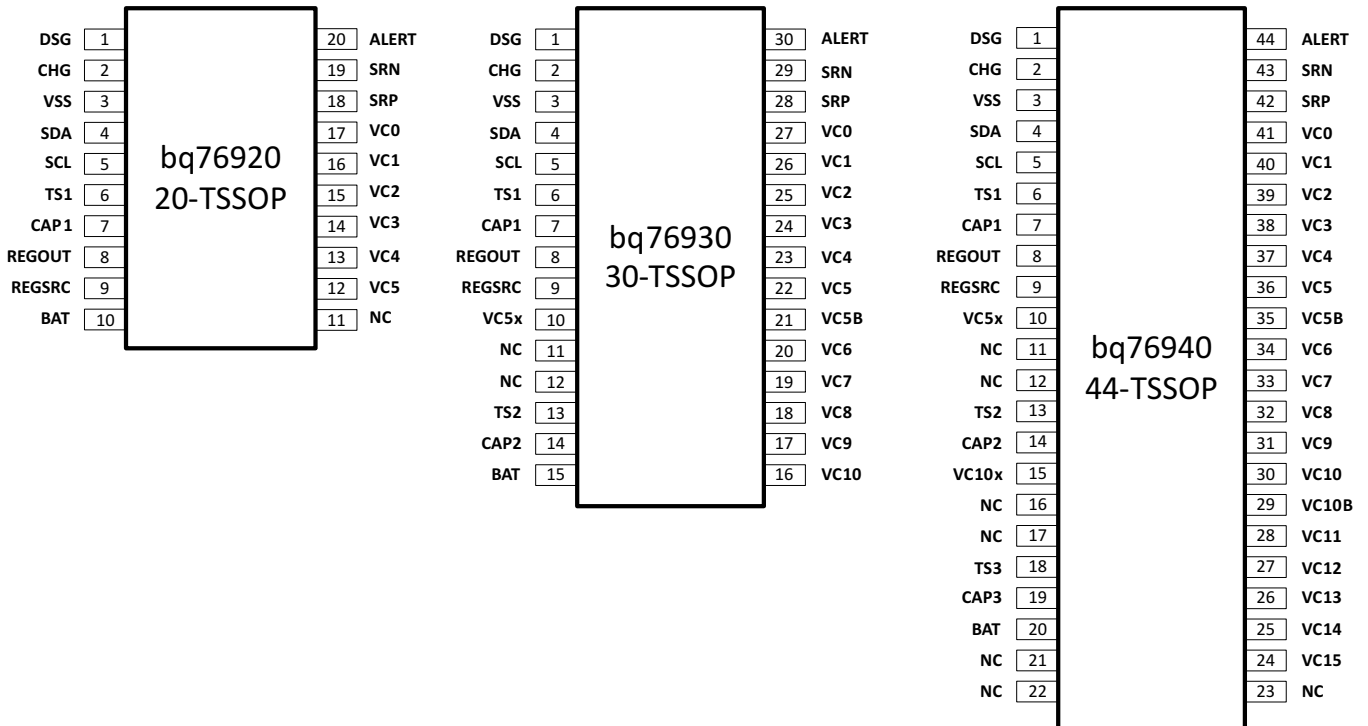 DSG 1 20 ALERT
CHG 2 19 SRN
VSS 3 18 SRP
SDA 4 17 VC0
SCL 5 16 VC1
TS1 6 15 VC2
CAP1 7 14 VC3
REGOUT 8 13 VC4
REGSRC 9 12 VC5
BAT 10 11 NC
bq76920
20-TSSOP
DSG 1 30 ALERT
CHG 2 29 SRN
VSS 3 28 SRP
SDA 4 27 VC0
SCL 5 26 VC1
TS1 6 25 VC2
CAP1 7 24 VC3
REGOUT 8 23 VC4
REGSRC 9 22 VC5
VC5x 10 21 VC5B
NC 11 20 VC6
NC 12 19 VC7
TS2 13 18 VC8
CAP2 14 17 VC9
BAT 15 16 VC10
bq76930
30-TSSOP
DSG 1 44 ALERT
CHG 2 43 SRN
VSS 3 42 SRP
SDA 4 41 VC0
SCL 5 40 VC1
TS1 6 39 VC2
CAP1 7 38 VC3
REGOUT 8 37 VC4
REGSRC 9 36 VC5
VC5x 10 35 VC5B
NC 11 34 VC6
NC 12 33 VC7
TS2 13 32 VC8
CAP2 14 31 VC9
VC10x 15 30 VC10
NC 16 29 VC10B
NC 17 28 VC11
TS3 18 27 VC12
CAP3 19 26 VC13
BAT 20 25 VC14
NC 21 24 VC15
NC 22 23 NC
bq76940
44-TSSOP